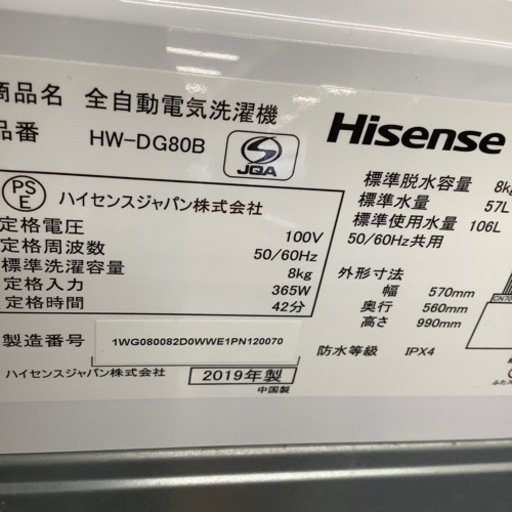 商品名 全自動電気洗濯機
品番 HW-DG80B
JQA
Hisense
PS
E
ハイセンスジャパン株式会社
定格電圧 100V
定格周波数 50/60Hz
標準洗濯容量 8kg
定格入力 365W
定格時間 42分
製造番号 1WG080082D0WWE1PN120070
ハイセンスジャパン株式会社
2019年製
中国製
標準脱水容量 8kg
標準水量 57L
標準使用水量 106L
50/60Hz共用
外形寸法
幅 570mm
奥行 560mm
高さ 990mm
防水等級 IPX4